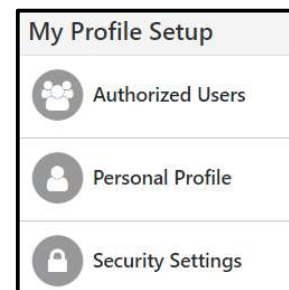 My Profile Setup
Authorized Users
Personal Profile
Security Settings